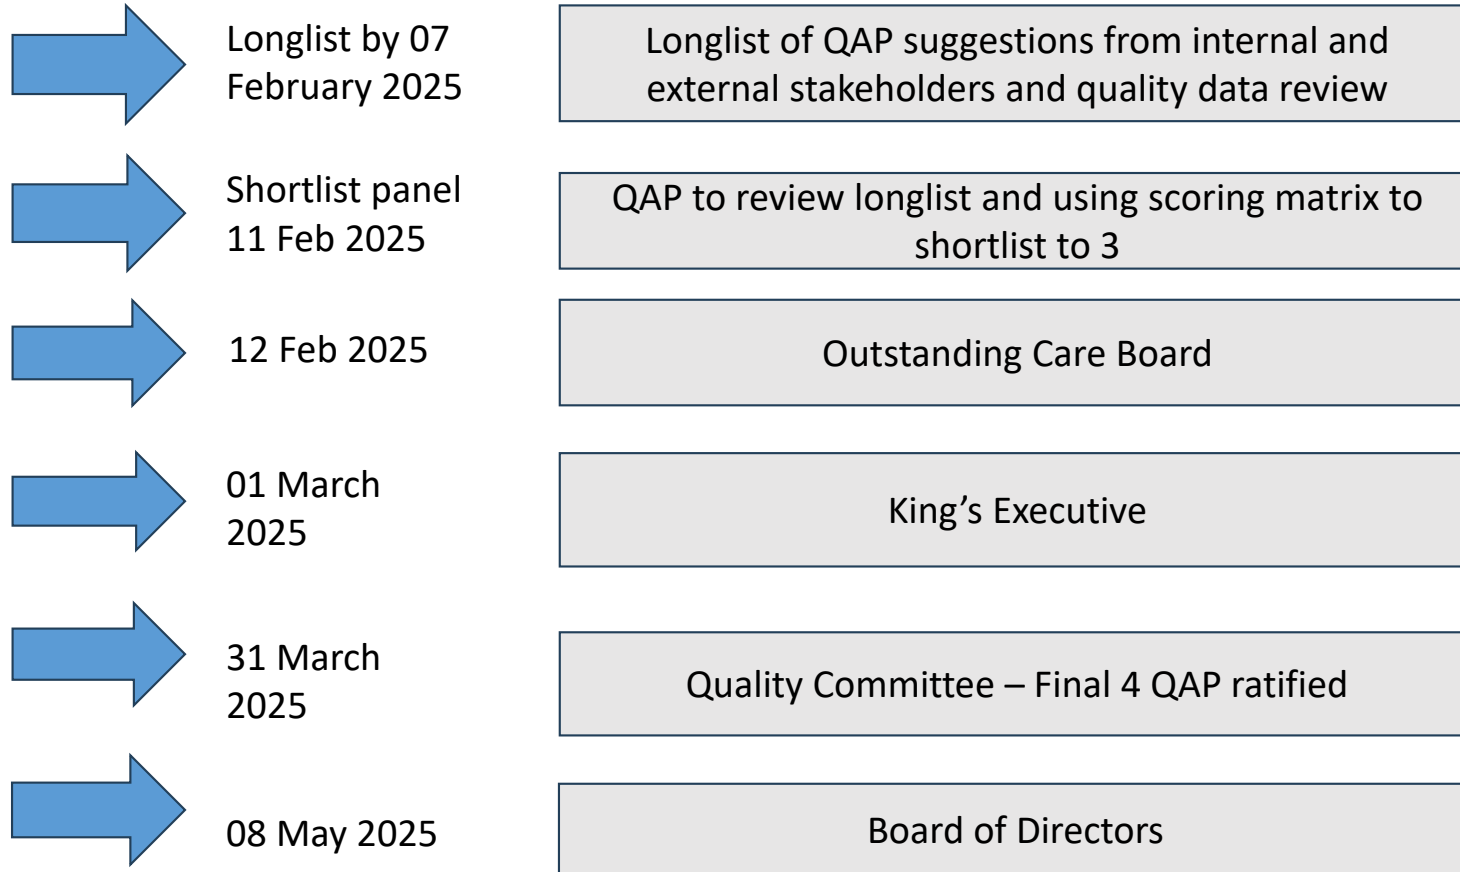 Longlist by 07
February 2025
Longlist of QAP suggestions from internal and
external stakeholders and quality data review
Shortlist panel
11 Feb 2025
QAP to review longlist and using scoring matrix to
shortlist to 3
12 Feb 2025
Outstanding Care Board
01 March
2025
King’s Executive
31 March
2025
Quality Committee – Final 4 QAP ratified
08 May 2025
Board of Directors